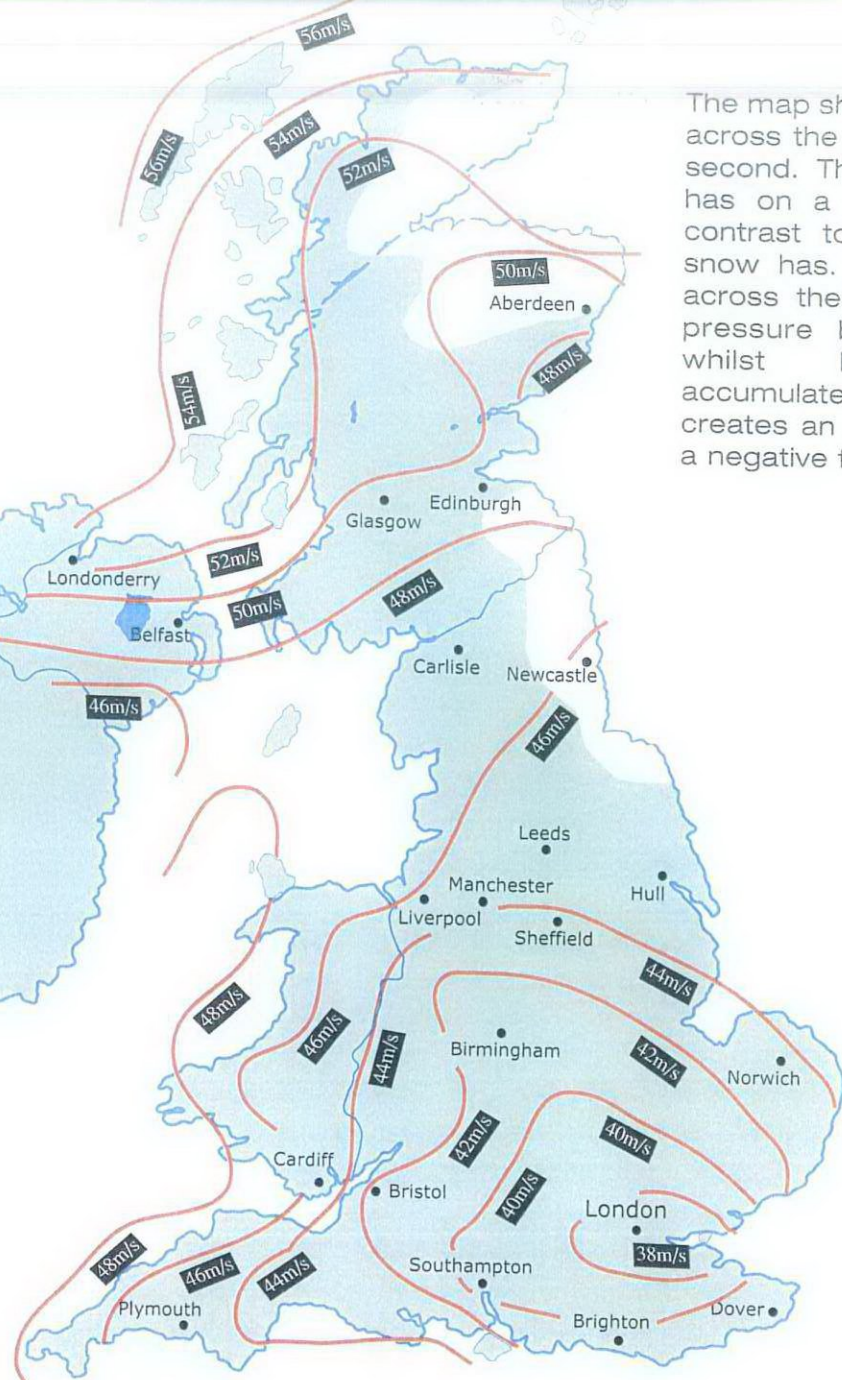 56m/s
The map sh
across the
second. Th
has on a
contrast to
snow has.
across the
pressure b
whilst
accumulate
creates an
a negative
56m/s
54m/s
52m/s
50m/s
Aberdeen
48m/s
54m/s
Glasgow
Edinburgh
52m/s
Londonderry
50m/s
48m/s
Belfast
Carlisle
Newcastle
46m/s
46m/s
Leeds
Manchester
Hull
Liverpool
Sheffield
44m/s
48m/s
46m/s
44m/s
Birmingham
42m/s
Norwich
42m/s
40m/s
Cardiff
Bristol
40m/s
London
48m/s
46m/s
44m/s
Southampton
38m/s
Plymouth
Brighton
Dover